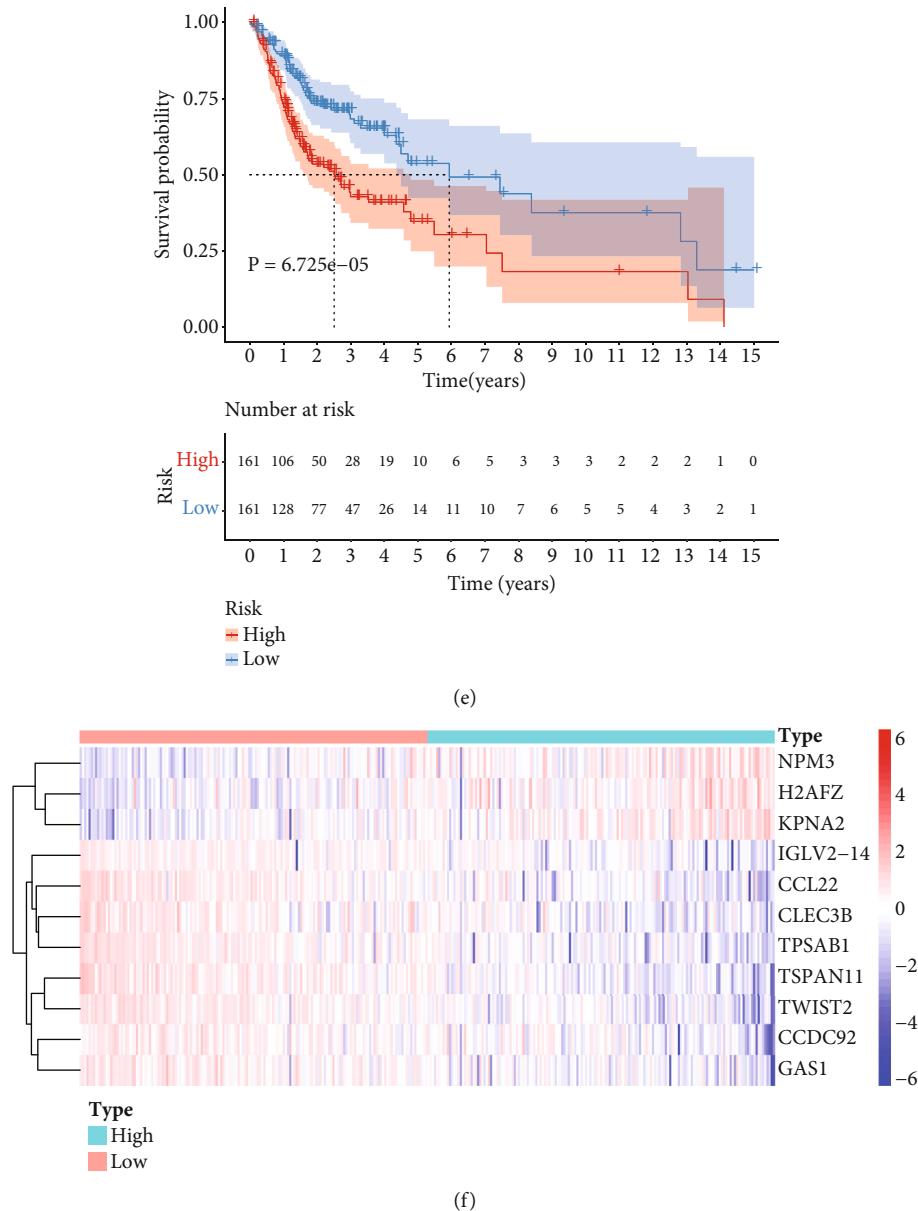 1.00
0.75
0.50
0.25
0.00
Survival probability
P = 6.725e−05
0 1 2 3 4 5 6 7 8 9 10 11 12 13 14 15
Time(years)
Number at risk
Risk
High 161 106 50 28 19 10 6 5 3 3 3 2 2 2 1 0
Low 161 128 77 47 26 14 11 10 7 6 5 5 4 3 2 1
0 1 2 3 4 5 6 7 8 9 10 11 12 13 14 15
Time (years)
Risk
High
Low
(e)
Type
NPM3
H2AFZ
KPNA2
IGLV2−14
CCL22
CLEC3B
TPSAB1
TSPAN11
TWIST2
CCDC92
GAS1
6
4
2
0
−2
−4
−6
Type
High
Low
(f)